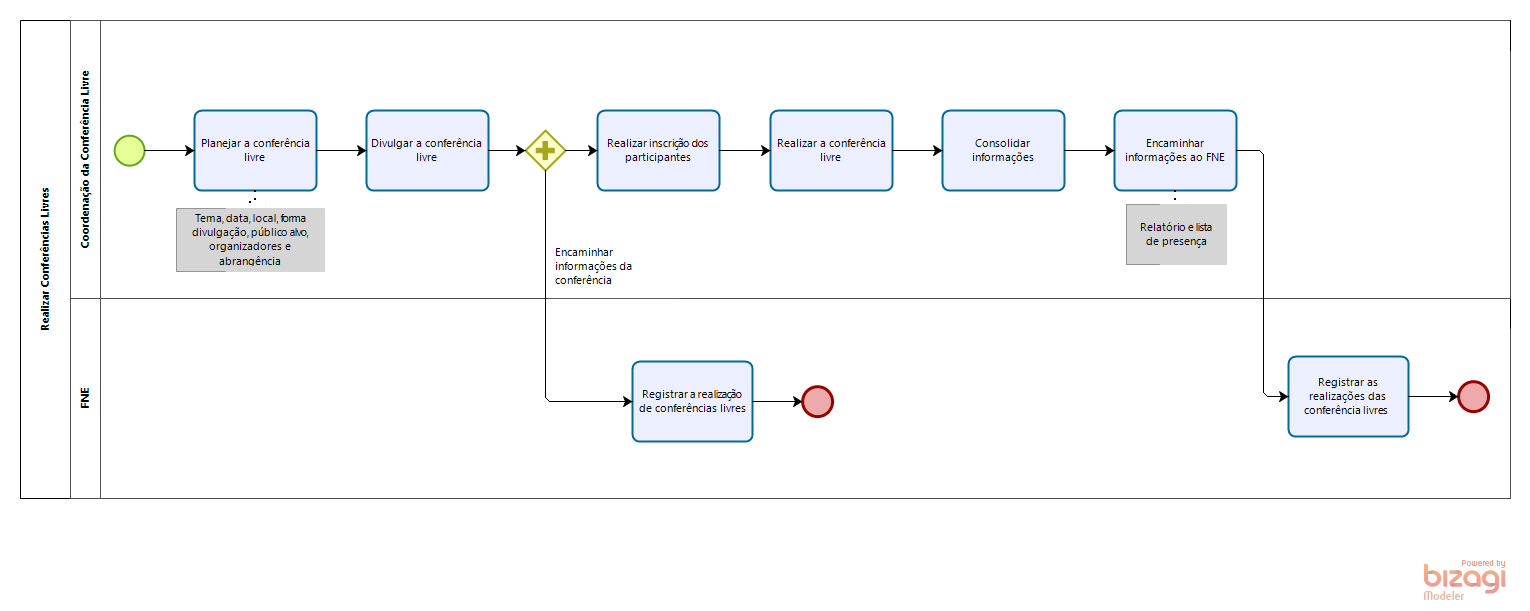 Realizar Conferências Livres
Coordenação da Conferência Livre
Planejar a conferência
livre
Divulgar a conferência
livre
Realizar inscrição dos
participantes
Realizar a conferência
livre
Consolidar
informações
Encaminhar
informações ao FNE
Tema, data, local, forma
divulgação, público alvo,
organizadores e
abrangência
Relatório e lista
de presença
Encaminhar
informações da
conferência
FNE
Registrar a realização
de conferências livres
Registrar as
realizações das
conferência livres
Powered by
bizagi
Modeler